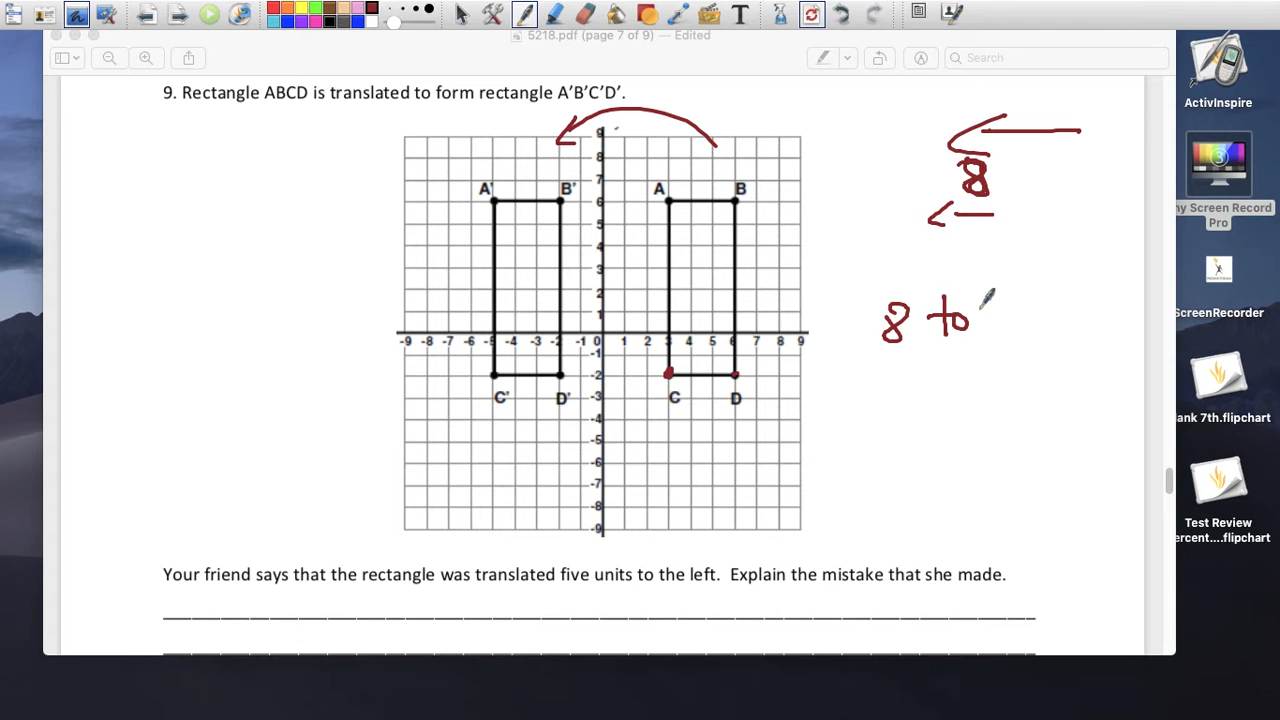 5218.pdf (page 7 of 9) — Edited
Search
9. Rectangle ABCD is translated to form rectangle A'B'C'D'.
9
8
8
A' B' 7 A B
6
5
4
3
2
1
8 to
-9 -8 -7 -6 -5 -4 -3 -2 -1 0 1 2 3 4 5 6 7 8 9
-1
-2
C' D' -3 C D
-4
-5
-6
-7
-8
-9
Your friend says that the rectangle was translated five units to the left. Explain the mistake that she made.
ActivInspire
3
ny Screen Record
Pro
ScreenRecorder
lank 7th.flipchart
Test Review
ercent....flipchart
T